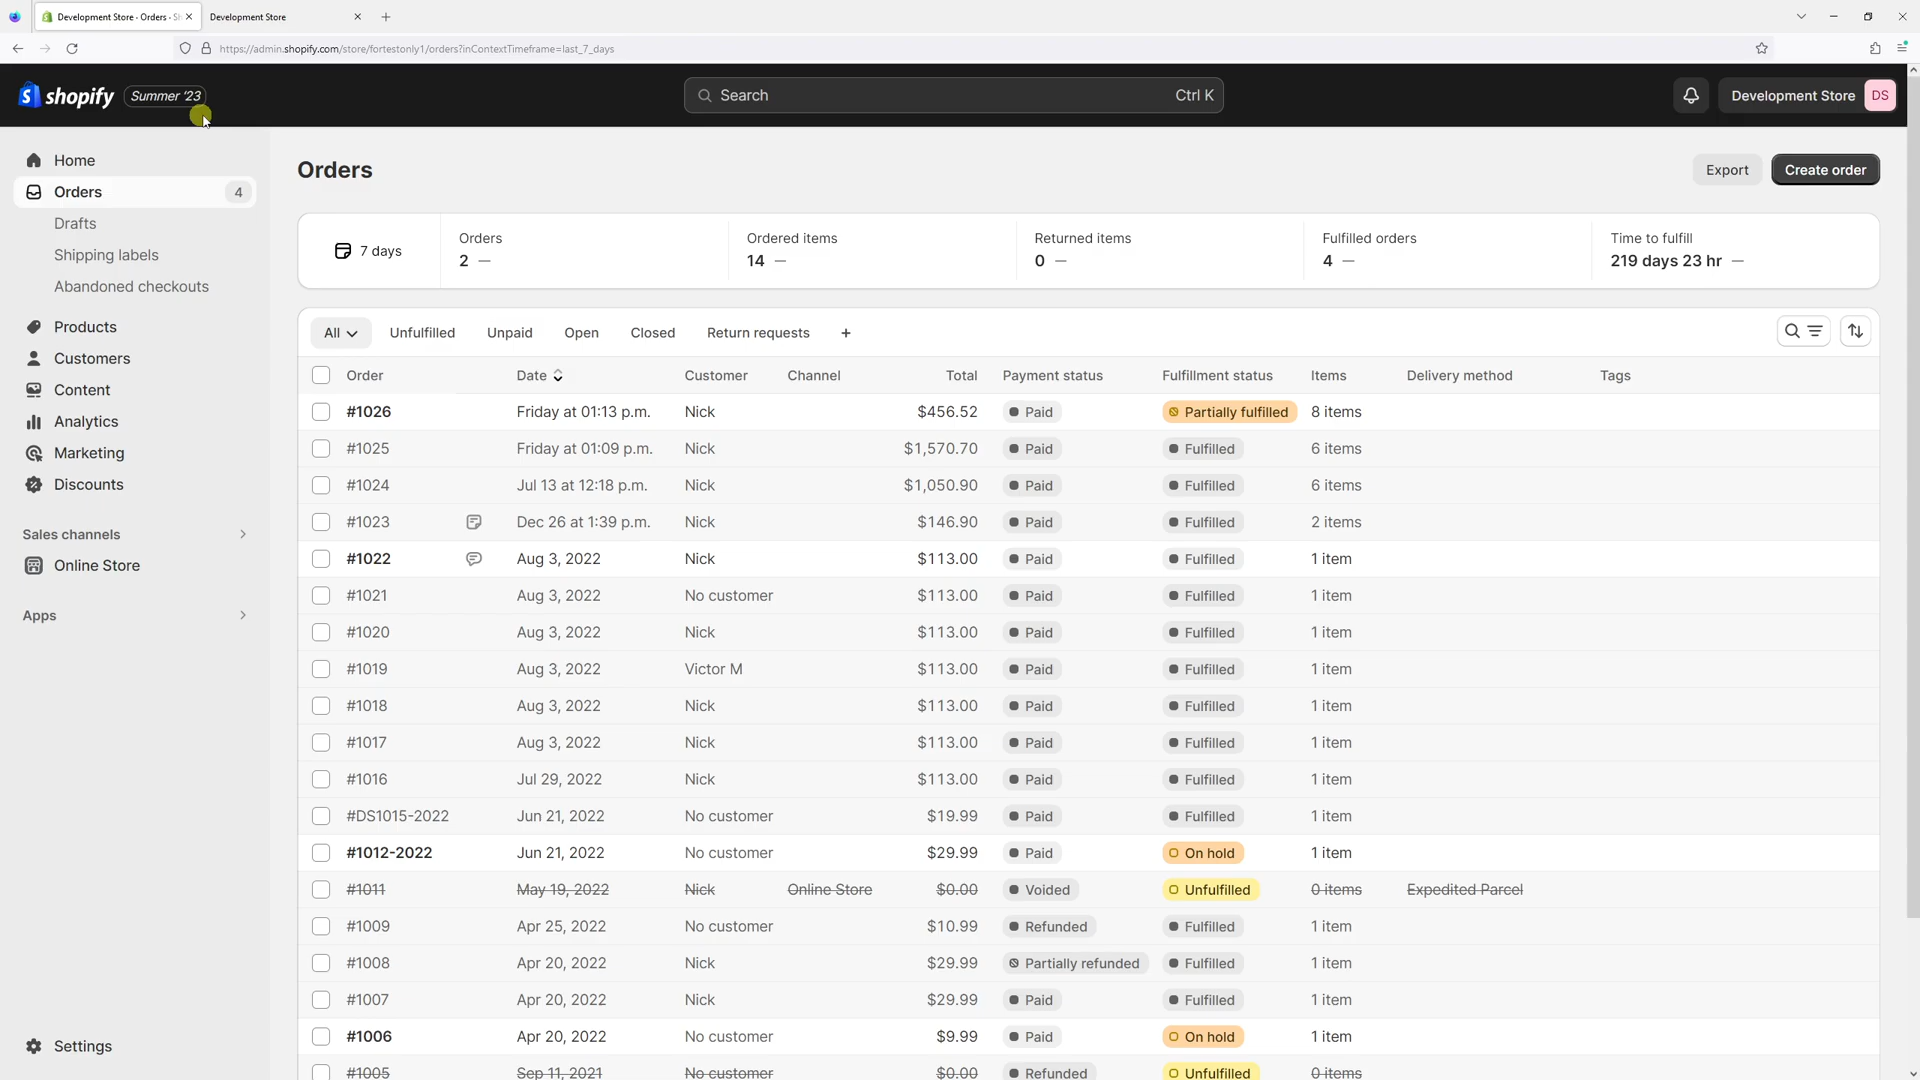 Development Store · Orders · Sh
Development Store
https://admin.shopify.com/store/fortestonly1/orders?inContextTimeframe=last_7_days
shopify Summer '23 Search Ctrl K Development Store DS
Home
Orders 4
Drafts
Shipping labels
Abandoned checkouts
Products
Customers
Content
Analytics
Marketing
Discounts
Sales channels
Online Store
Apps
Settings
Orders Export Create order
7 days
Orders
2 —
Ordered items
14 —
Returned items
0 —
Fulfilled orders
4 —
Time to fulfill
219 days 23 hr —
All Unfulfilled Unpaid Open Closed Return requests +
Order Date Customer Channel Total Payment status Fulfillment status Items Delivery method Tags
#1026 Friday at 01:13 p.m. Nick $456.52 Paid Partially fulfilled 8 items
#1025 Friday at 01:09 p.m. Nick $1,570.70 Paid Fulfilled 6 items
#1024 Jul 13 at 12:18 p.m. Nick $1,050.90 Paid Fulfilled 6 items
#1023 Dec 26 at 1:39 p.m. Nick $146.90 Paid Fulfilled 2 items
#1022 Aug 3, 2022 Nick $113.00 Paid Fulfilled 1 item
#1021 Aug 3, 2022 No customer $113.00 Paid Fulfilled 1 item
#1020 Aug 3, 2022 Nick $113.00 Paid Fulfilled 1 item
#1019 Aug 3, 2022 Victor M $113.00 Paid Fulfilled 1 item
#1018 Aug 3, 2022 Nick $113.00 Paid Fulfilled 1 item
#1017 Aug 3, 2022 Nick $113.00 Paid Fulfilled 1 item
#1016 Jul 29, 2022 Nick $113.00 Paid Fulfilled 1 item
#DS1015-2022 Jun 21, 2022 No customer $19.99 Paid Fulfilled 1 item
#1012-2022 Jun 21, 2022 No customer $29.99 Paid On hold 1 item
#1011 May 19, 2022 Nick Online Store $0.00 Voided Unfulfilled 0 items Expedited Parcel
#1009 Apr 25, 2022 No customer $10.99 Refunded Fulfilled 1 item
#1008 Apr 20, 2022 Nick $29.99 Partially refunded Fulfilled 1 item
#1007 Apr 20, 2022 Nick $29.99 Paid Fulfilled 1 item
#1006 Apr 20, 2022 No customer $9.99 Paid On hold 1 item
#1005 Sep 11, 2021 No customer $0.00 Refunded Unfulfilled 0 items